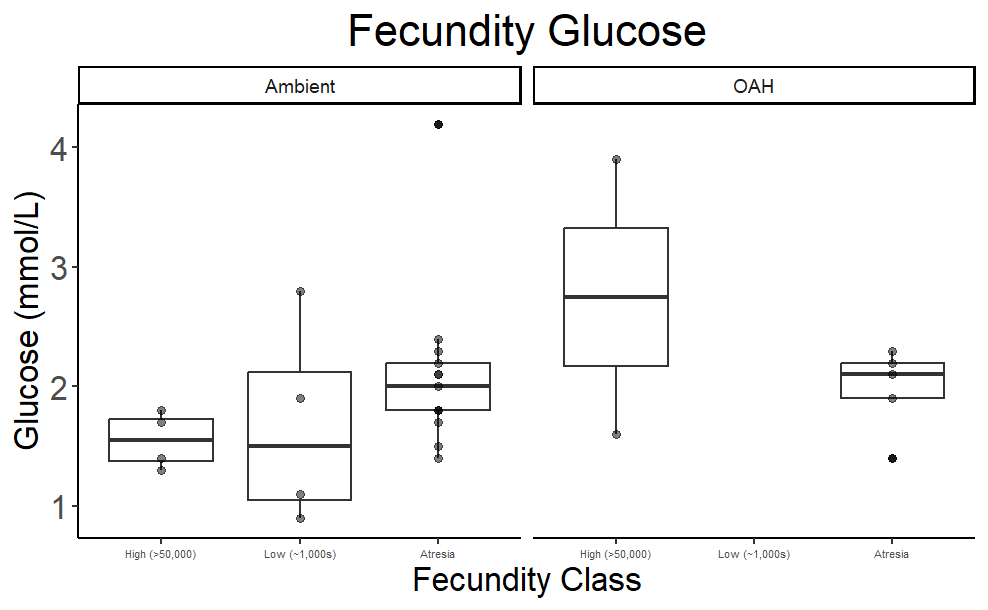 Fecundity Glucose
Ambient
OAH
Glucose (mmol/L)
4
3
2
1
High (>50,000)
Low (~1,000s)
Atresia
High (>50,000)
Low (~1,000s)
Atresia
Fecundity Class